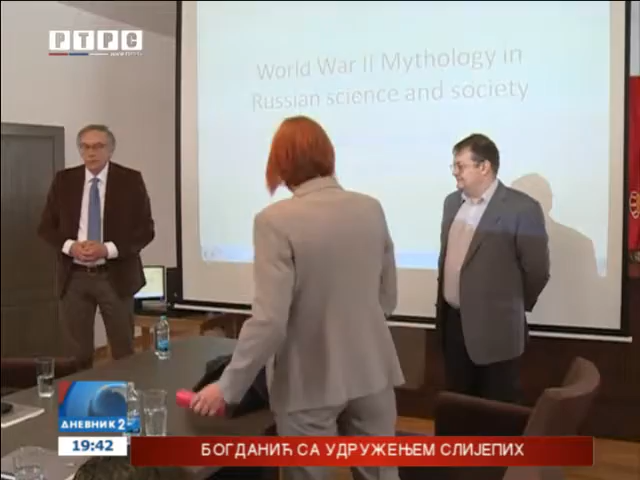 РТРС
World War II Mythology in
Russian science and society
ДНЕВНИК 2
19:42
БОГДАНИЋ СА УДРУЖЕЊЕМ СЛИЈЕПИХ